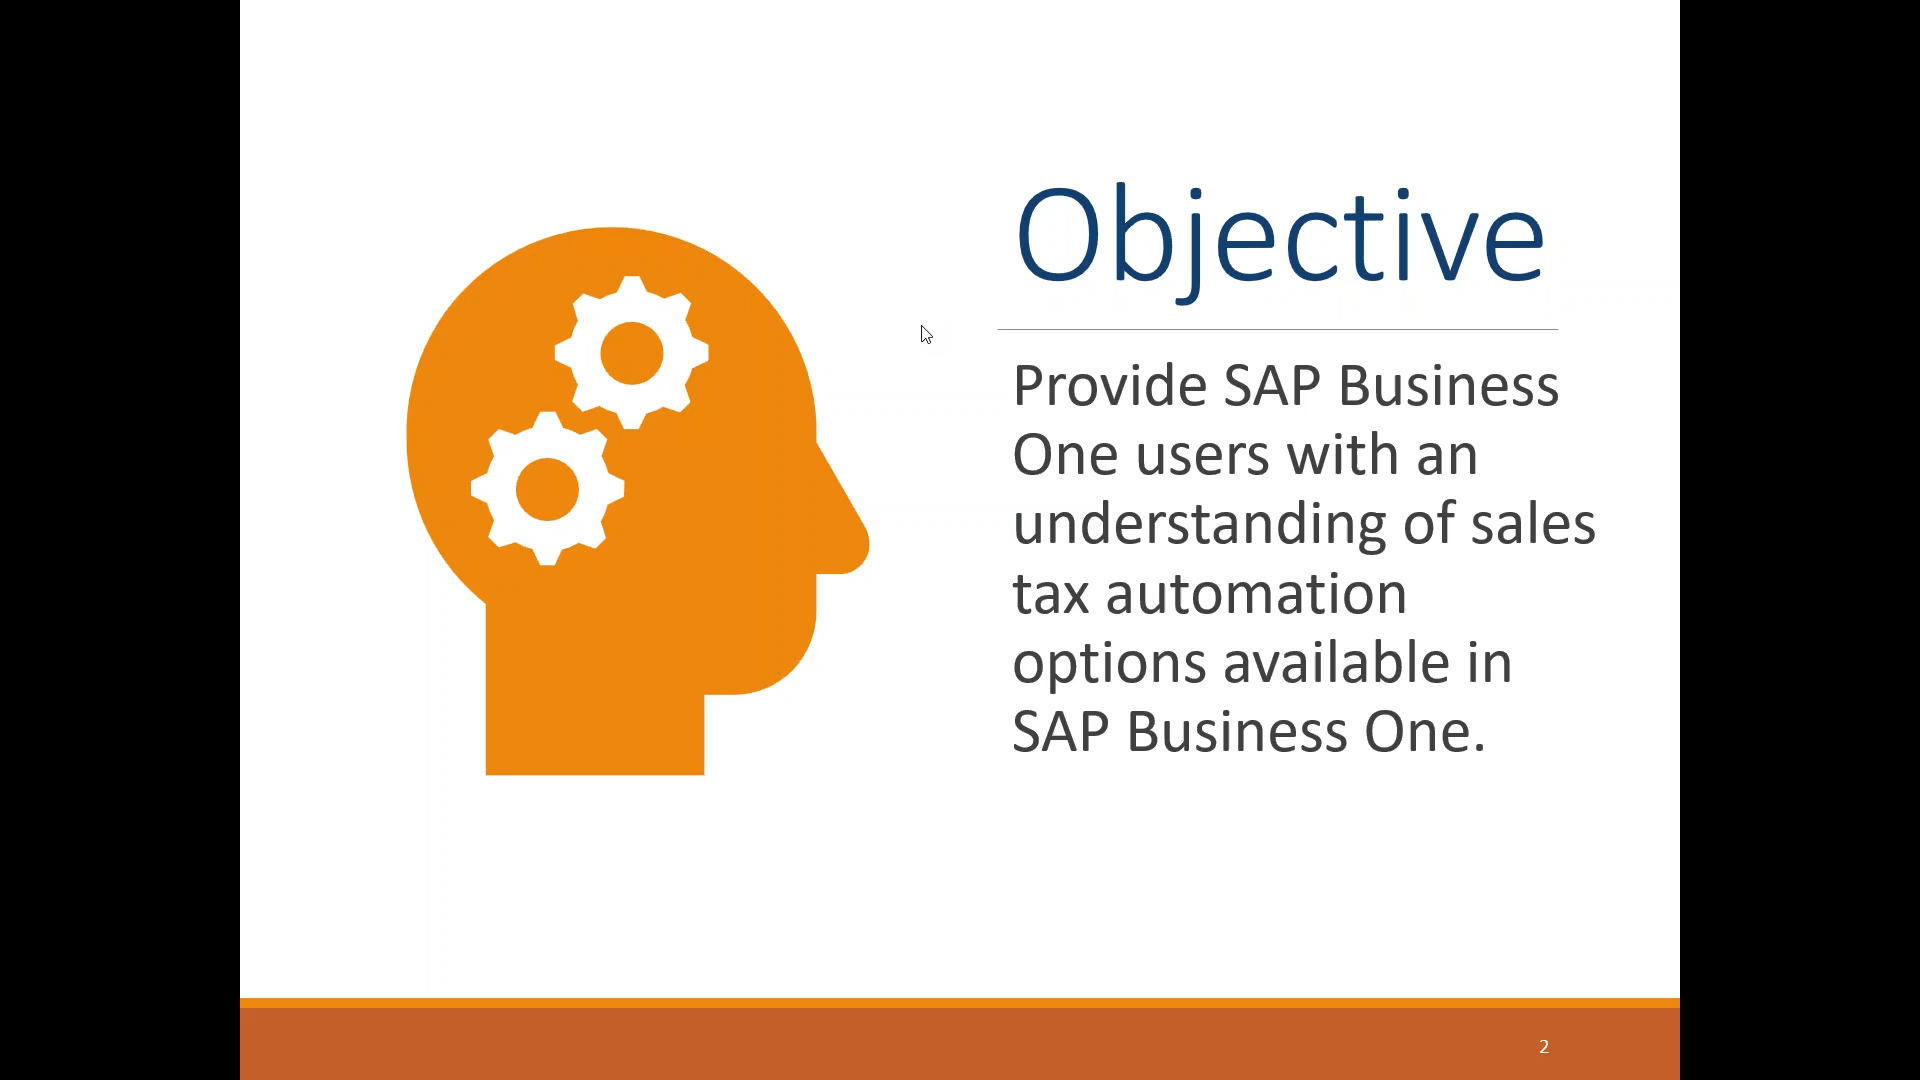 Objective
Provide SAP Business
One users with an
understanding of sales
tax automation
options available in
SAP Business One.
2